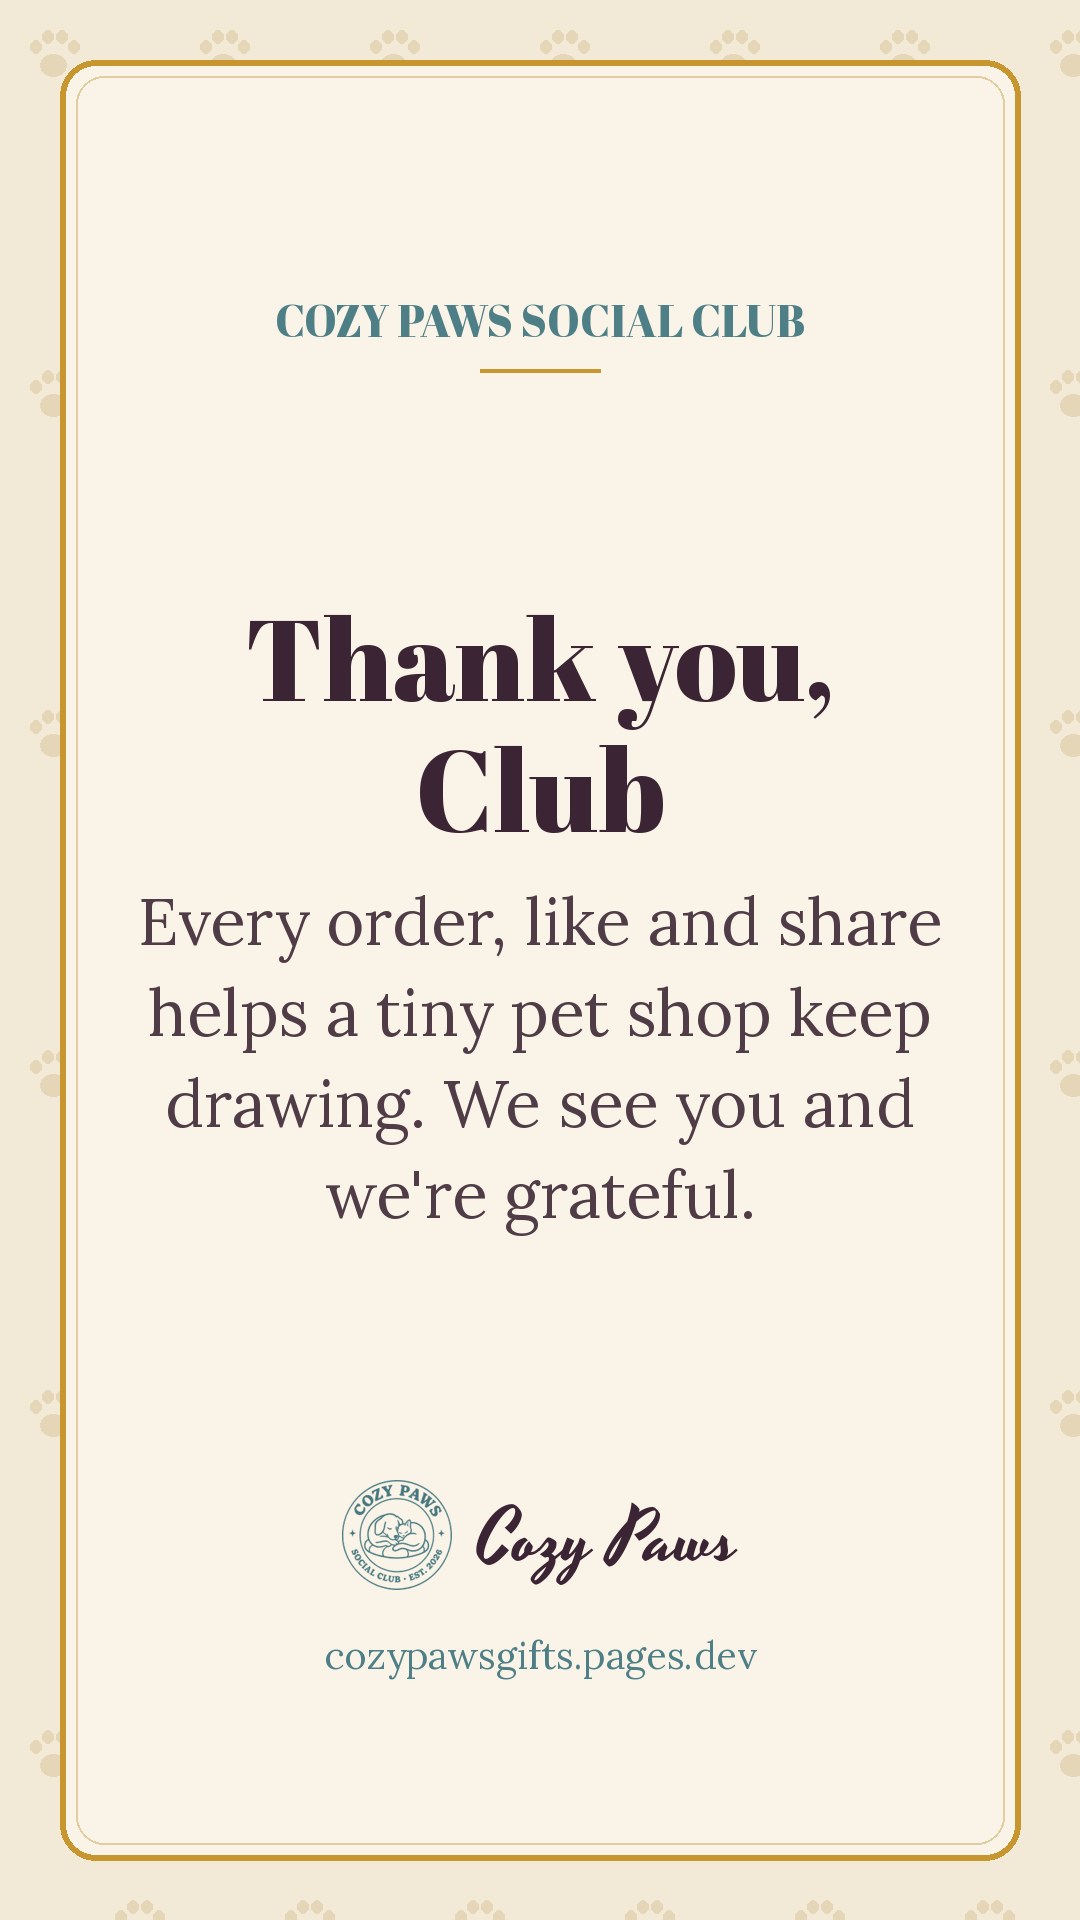 COZY PAWS SOCIAL CLUB
Thank you,
Club
Every order, like and share
helps a tiny pet shop keep
drawing. We see you and
we're grateful.
COZY PAWS
SOCIAL CLUB · EST. 2026
Cozy Paws
cozypawsgifts.pages.dev